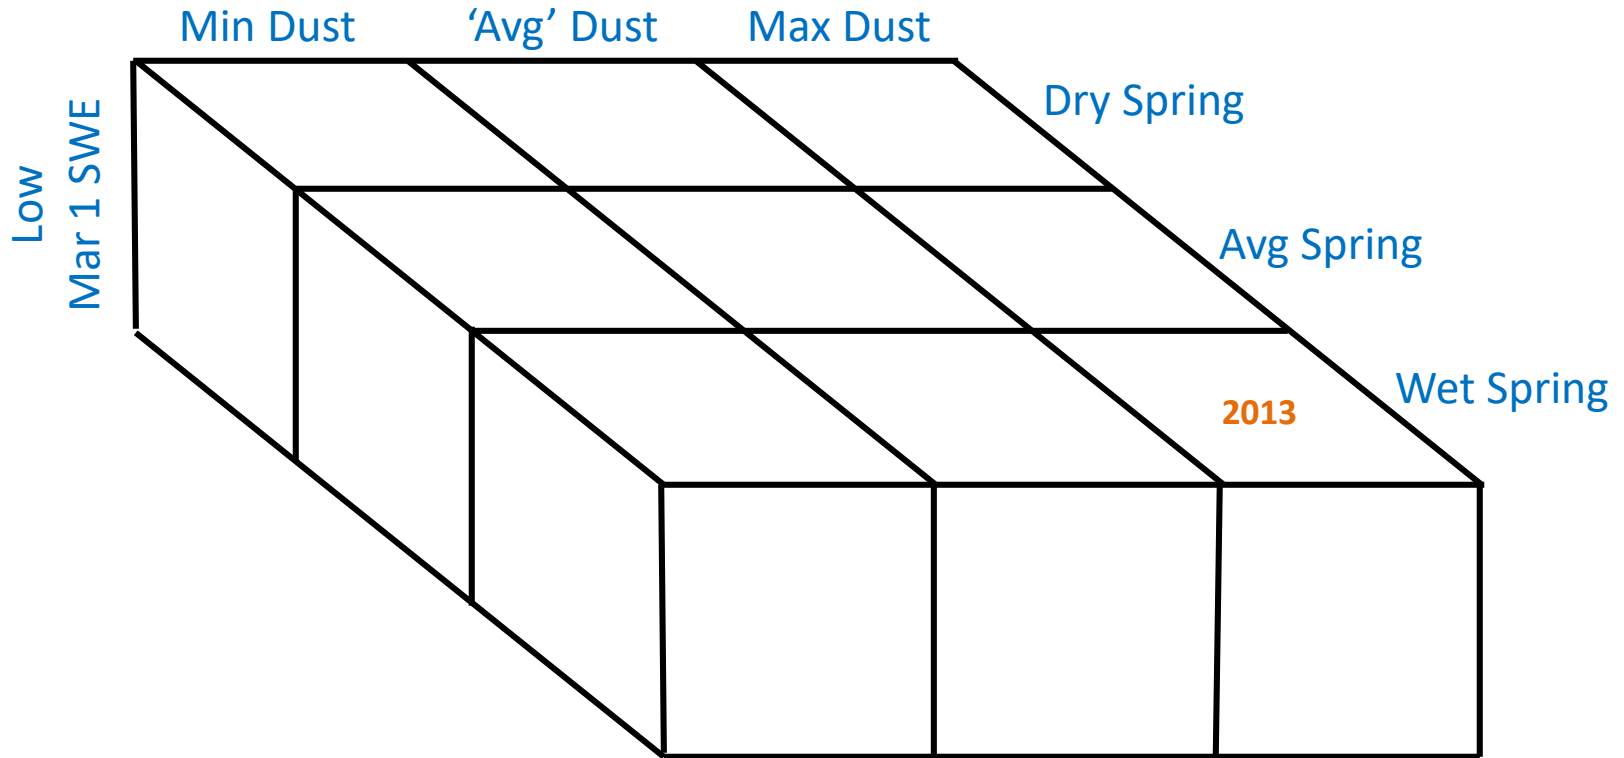 Min Dust
‘Avg’ Dust
Max Dust
Dry Spring
Low
Mar 1 SWE
Avg Spring
Wet Spring
2013